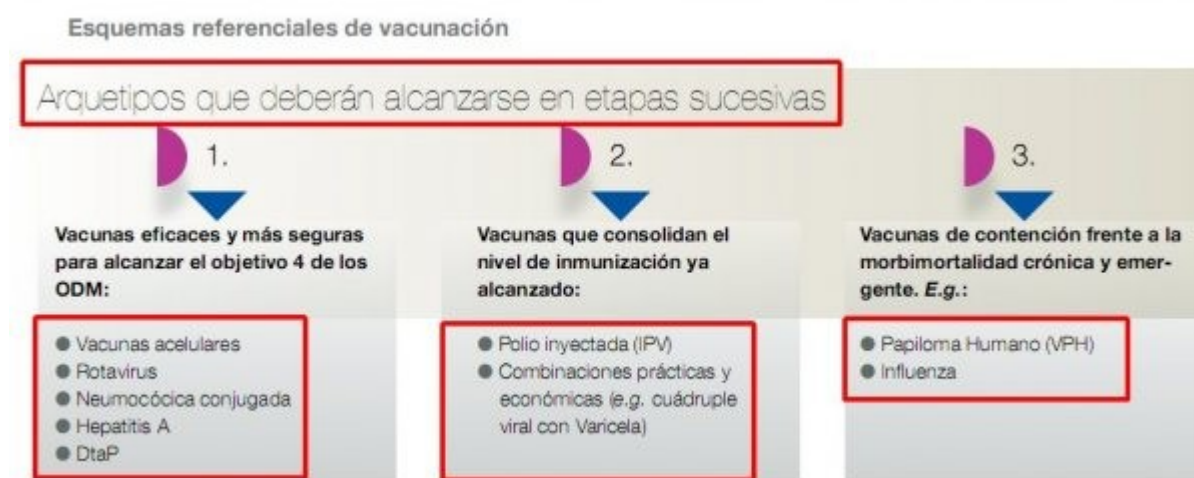 Esquemas referenciales de vacunación
Arquetipos que deberán alcanzarse en etapas sucesivas
1.
Vacunas eficaces y más seguras
para alcanzar el objetivo 4 de los
ODM:
● Vacunas acelulares
● Rotavirus
● Neumocócica conjugada
● Hepatitis A
● DtaP
2.
Vacunas que consolidan el
nivel de inmunización ya
alcanzado:
● Polio inyectada (IPV)
● Combinaciones prácticas y
económicas (e.g. cuádruple
viral con Varicela)
3.
Vacunas de contención frente a la
morbimortalidad crónica y emer-
gente. E.g.:
● Papiloma Humano (VPH)
● Influenza